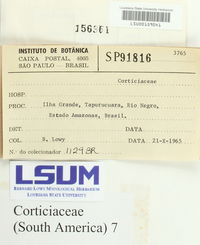 156361
INSTITUTO DE BOTÂNICA
CAIXA POSTAL 4005
SÃO PAULO — BRASIL
SP91816
3765
Corticiaceae
HOSP.
PROC. Ilha Grande, Tapurucuara, Rio Negro,
Estado Amazonas, Brasil.
DET. DATA
COL. B. Lowy DATA 21-X-1965
N.º do colecionador
LSUM
BERNARD LOWY MYCOLOGICAL HERBARIUM
LOUISIANA STATE UNIVERSITY
Corticiaceae
(South America) 7